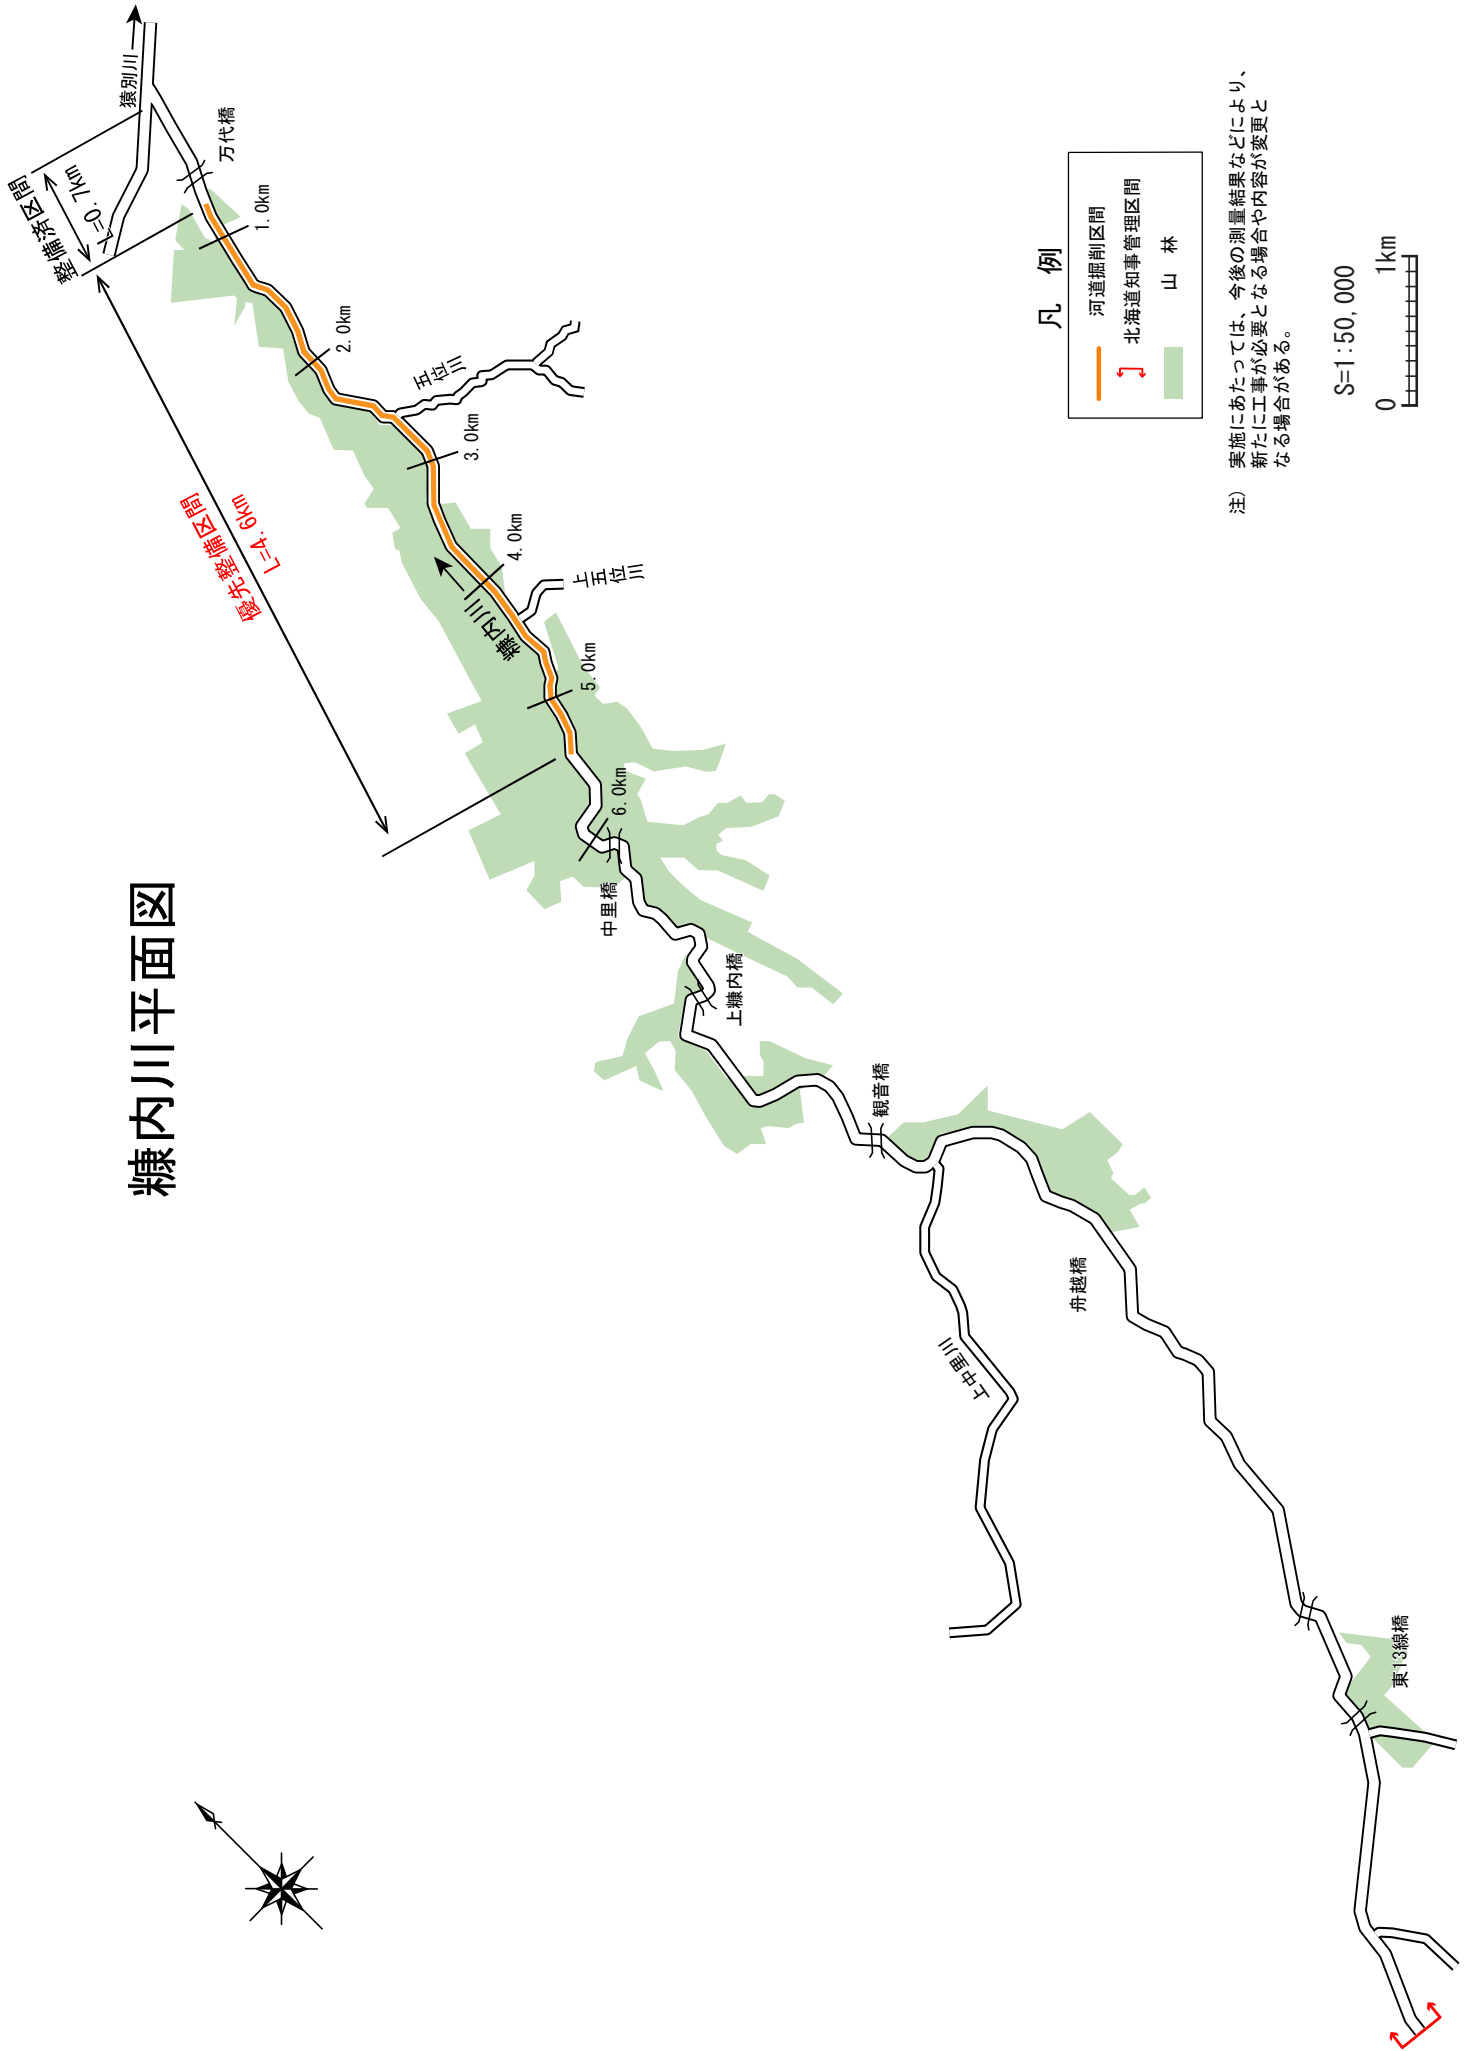 糠内川平面図
整備済区間
L=0.7km
猿別川
万代橋
1.0km
2.0km
五位川
3.0km
優先整備区間
L=4.6km
4.0km
糠内川
上五位川
5.0km
6.0km
中里橋
上糠内橋
観音橋
上中里川
舟越橋
東13線橋
凡　例
河道掘削区間
北海道知事管理区間
山　林
注)　実施にあたっては、今後の測量結果などにより、
新たに工事が必要となる場合や内容が変更と
なる場合がある。
S=1:50,000
0　1km